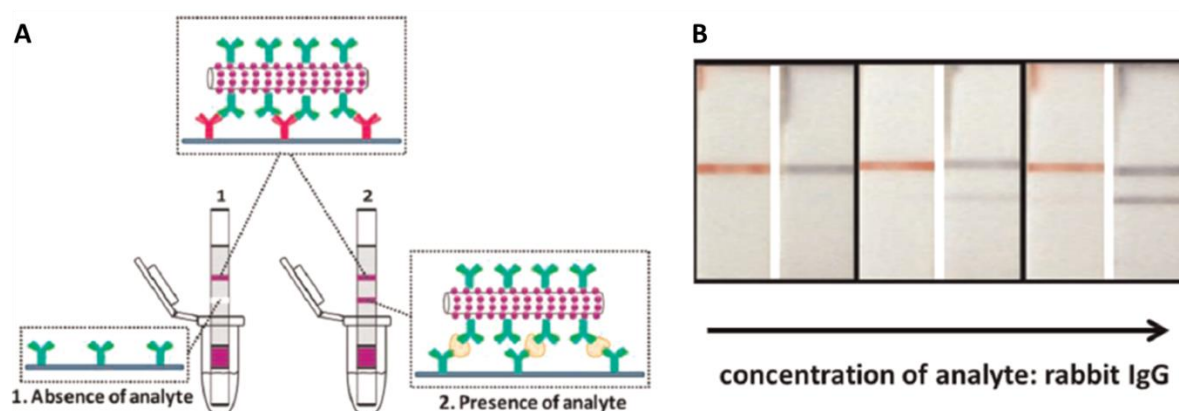 A
B
1
2
1. Absence of analyte
2. Presence of analyte
concentration of analyte: rabbit IgG